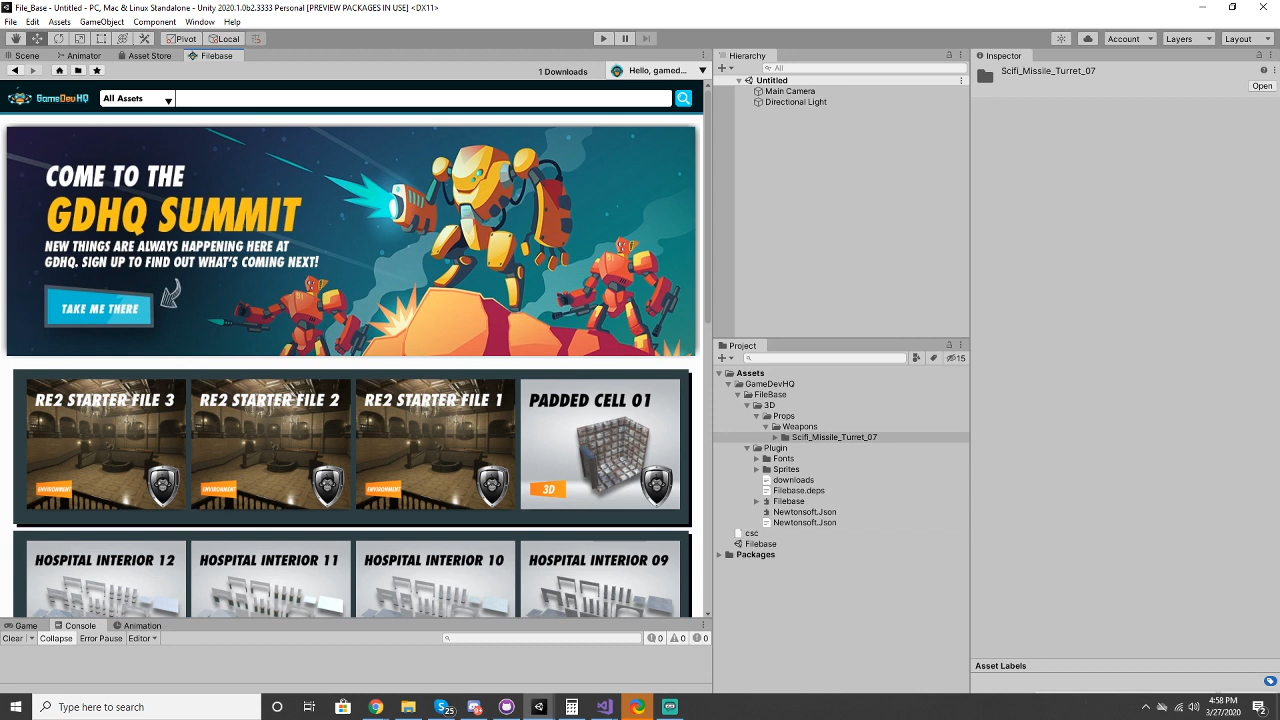 File_Base - Untitled - PC, Mac & Linux Standalone - Unity 2020.1.0b2.3333 Personal [PREVIEW PACKAGES IN USE] <DX11>
File Edit Assets GameObject Component Window Help
Pivot Local Account Layers Layout
Scene Animator Asset Store Filebase
1 Downloads Hello, gamed...
GameDevHQ All Assets
COME TO THE
GDHQ SUMMIT
NEW THINGS ARE ALWAYS HAPPENING HERE AT
GDHQ. SIGN UP TO FIND OUT WHAT'S COMING NEXT!
TAKE ME THERE
RE2 STARTER FILE 3
ENVIRONMENT
RE2 STARTER FILE 2
ENVIRONMENT
RE2 STARTER FILE 1
ENVIRONMENT
PADDED CELL 01
3D
HOSPITAL INTERIOR 12
HOSPITAL INTERIOR 11
HOSPITAL INTERIOR 10
HOSPITAL INTERIOR 09
Game Console Animation
Clear Collapse Error Pause Editor 0 0 0
Hierarchy
All
Untitled
Main Camera
Directional Light
Project
15
Assets
GameDevHQ
FileBase
3D
Props
Weapons
Scifi_Missile_Turret_07
Plugin
Fonts
Sprites
downloads
Filebase.deps
Filebase
Newtonsoft.Json
Newtonsoft.Json
csc
Filebase
Packages
Inspector
Scifi_Missile_Turret_07
Open
Asset Labels
Type here to search
25
4:58 PM
3/27/2020
2